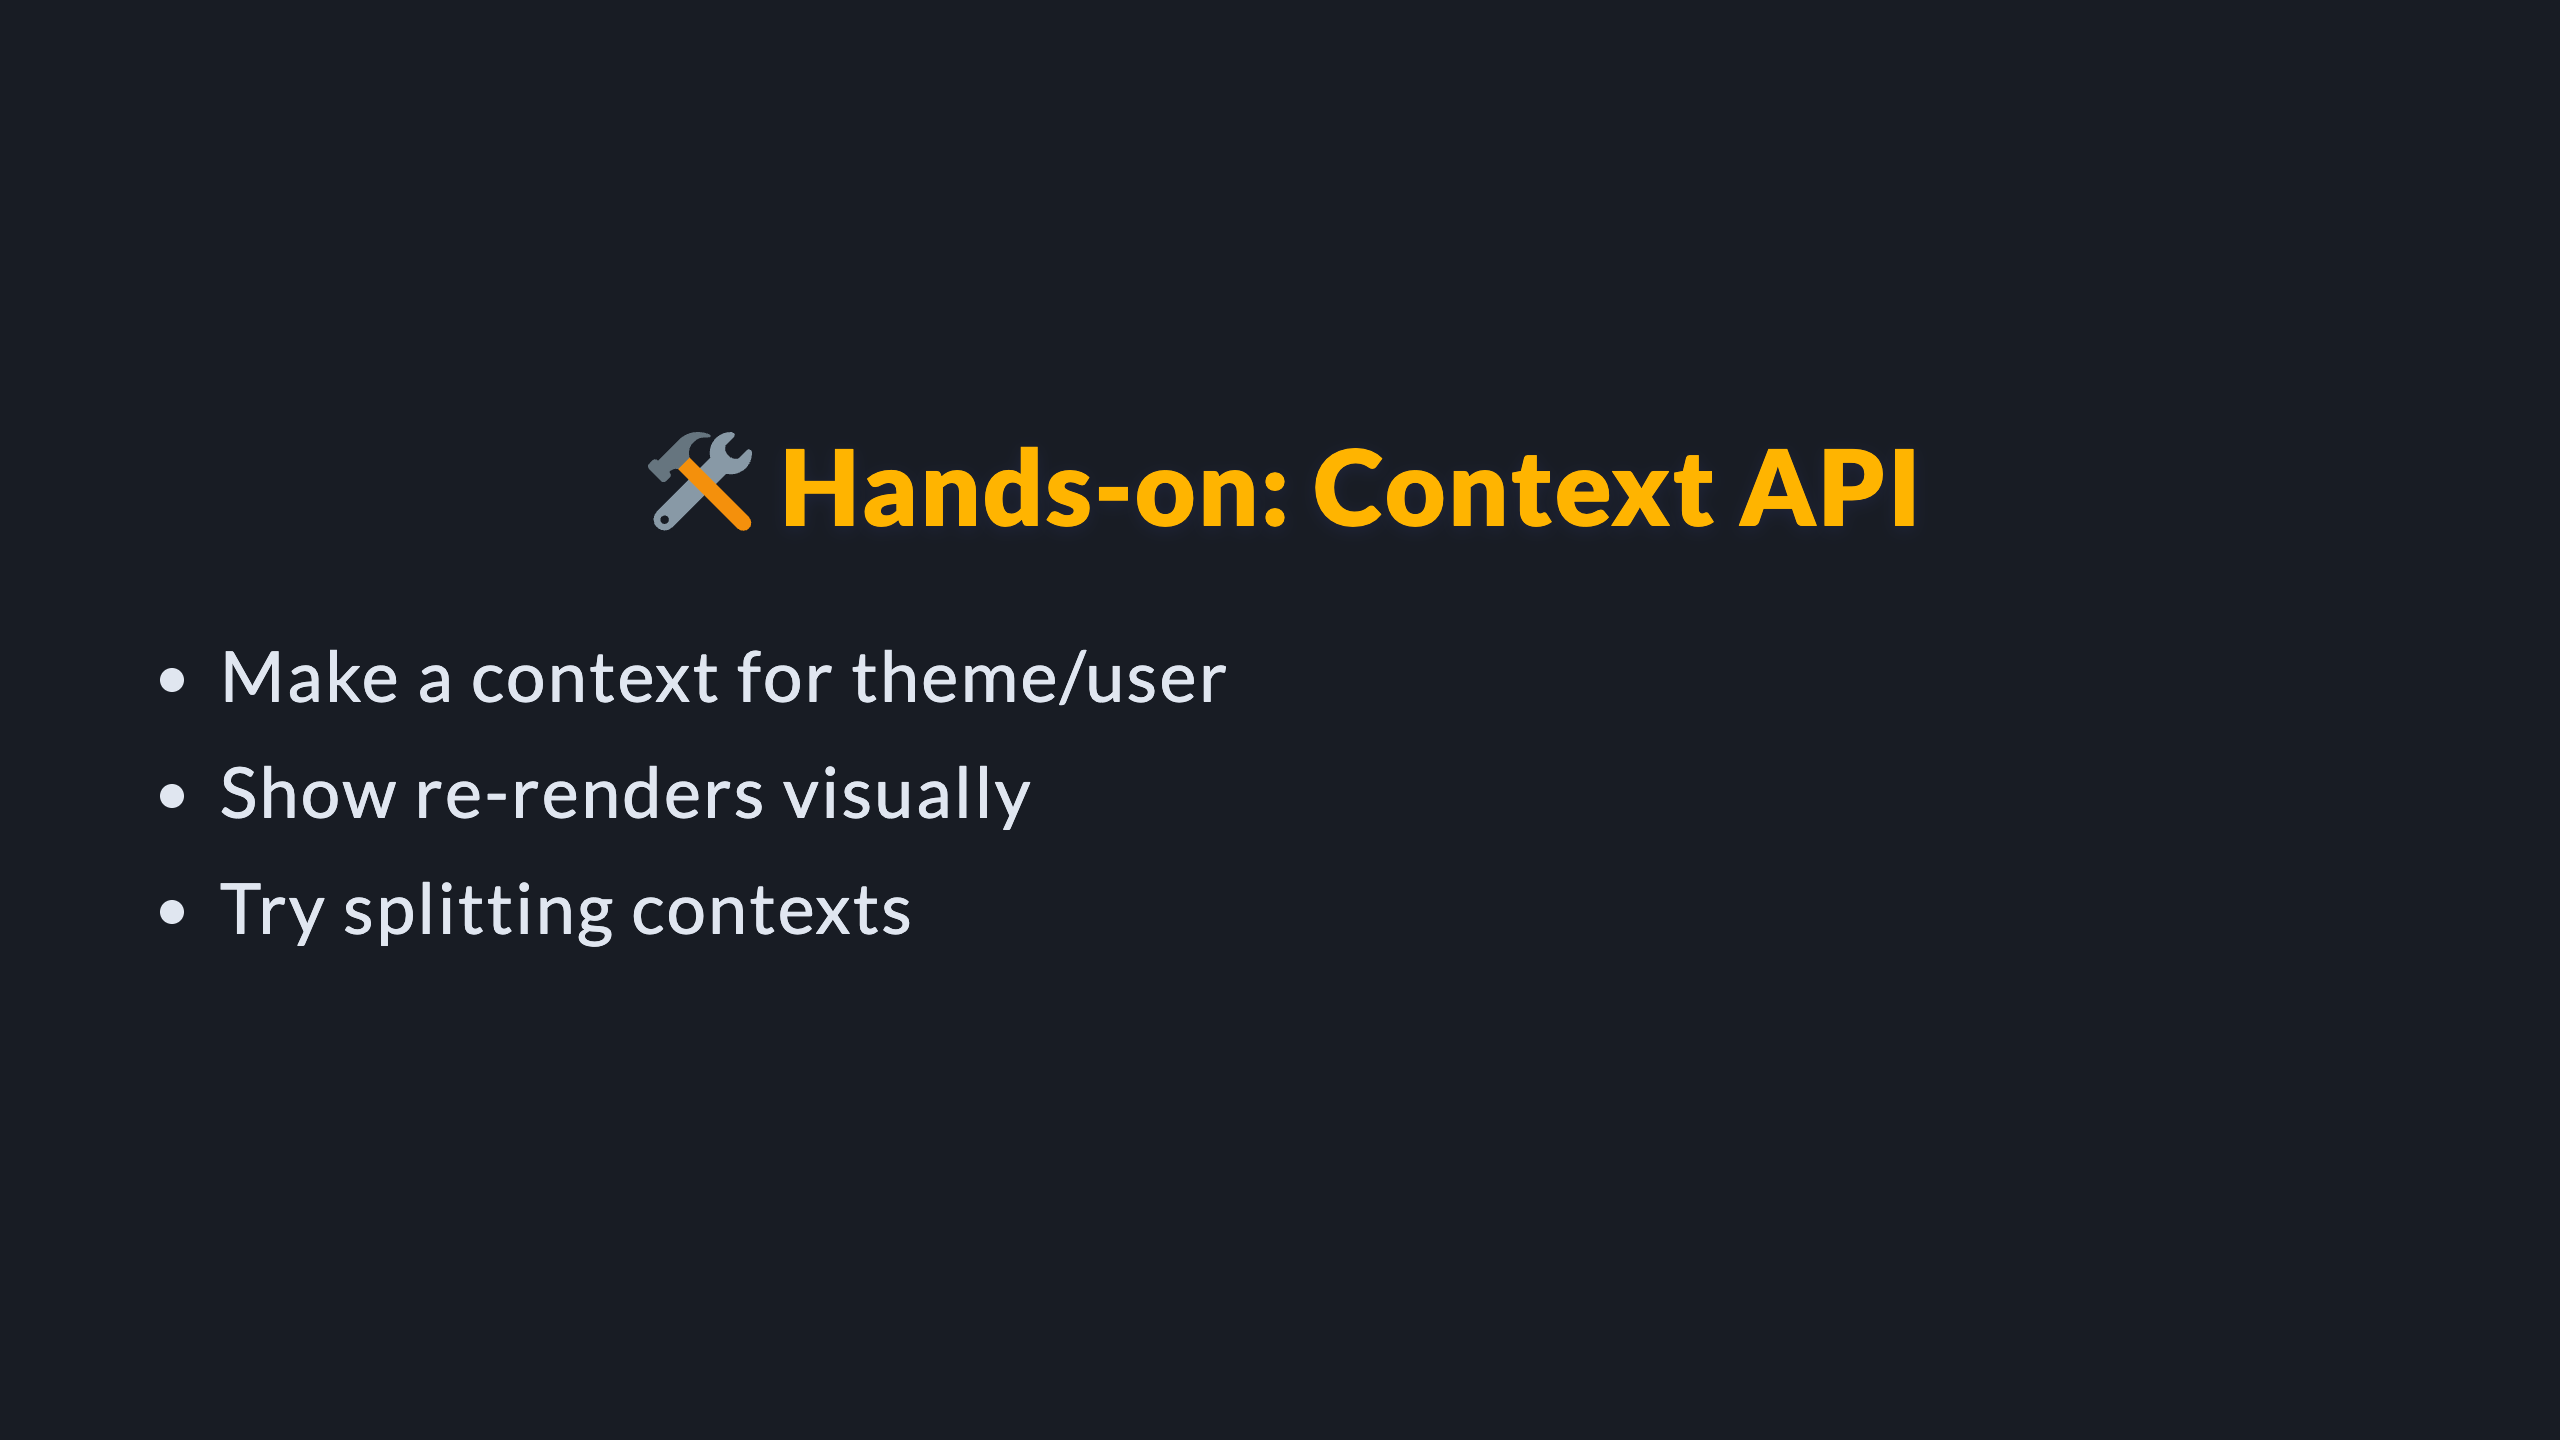 🛠️ Hands-on: Context API
• Make a context for theme/user
• Show re-renders visually
• Try splitting contexts